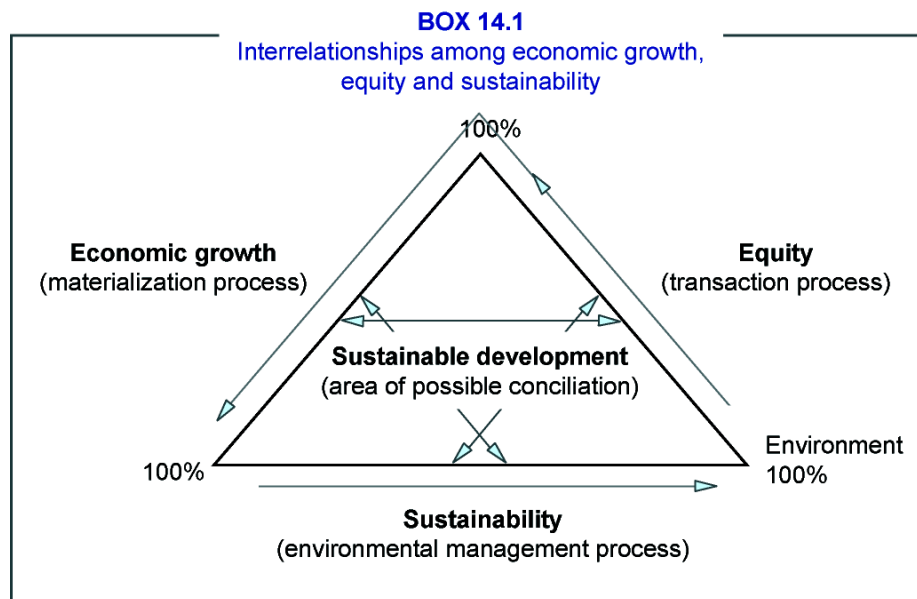 BOX 14.1
Interrelationships among economic growth,
equity and sustainability
100%
Economic growth
(materialization process)
Equity
(transaction process)
Sustainable development
(area of possible conciliation)
100%
Environment
100%
Sustainability
(environmental management process)